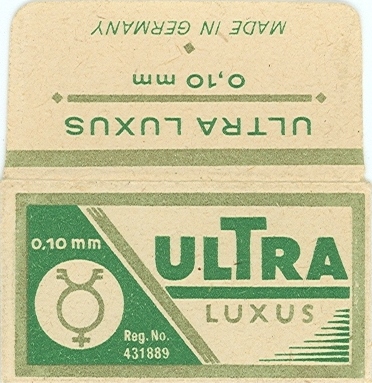 MADE IN GERMANY
0,10 mm
ULTRA LUXUS
0,10 mm
ULTRA
LUXUS
Reg. No.
431889